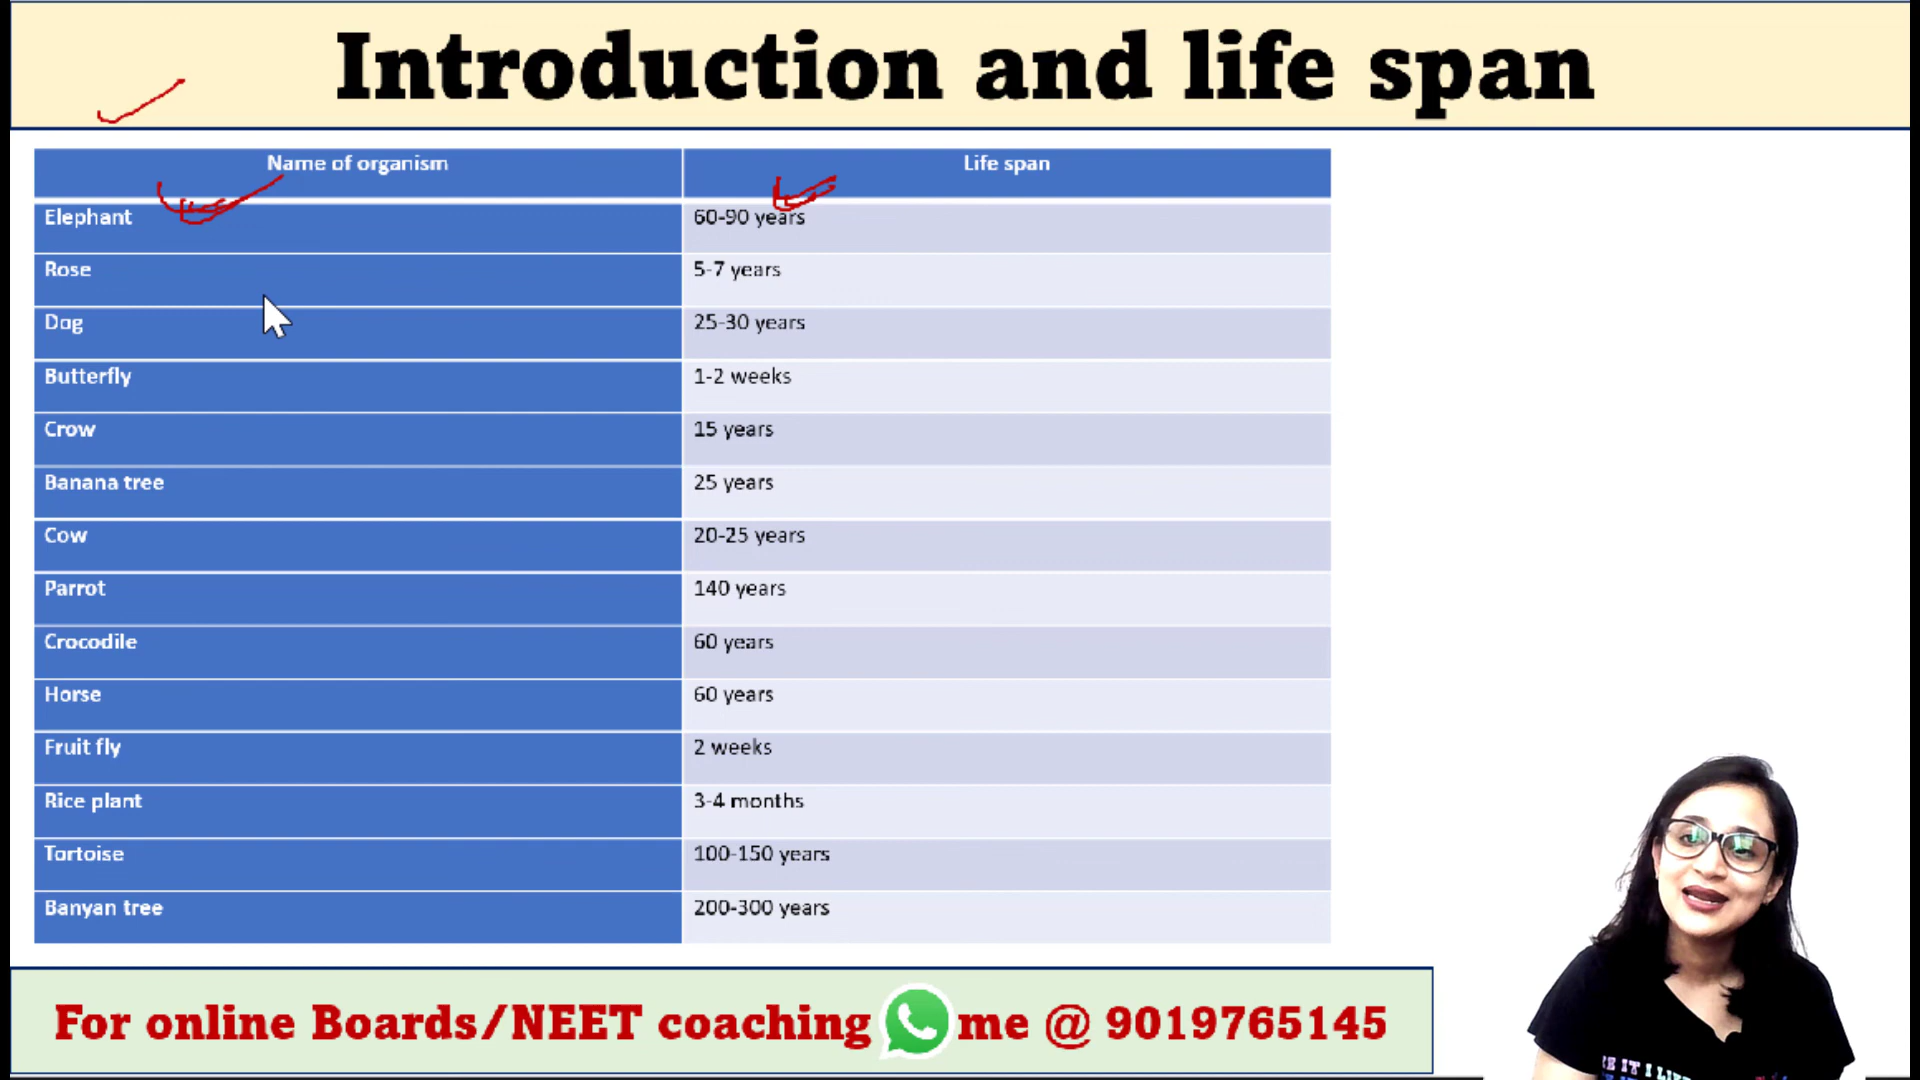 Introduction and life span
Name of organism Life span
Elephant 60-90 years
Rose 5-7 years
Dog 25-30 years
Butterfly 1-2 weeks
Crow 15 years
Banana tree 25 years
Cow 20-25 years
Parrot 140 years
Crocodile 60 years
Horse 60 years
Fruit fly 2 weeks
Rice plant 3-4 months
Tortoise 100-150 years
Banyan tree 200-300 years
For online Boards/NEET coaching me @ 9019765145
IT I